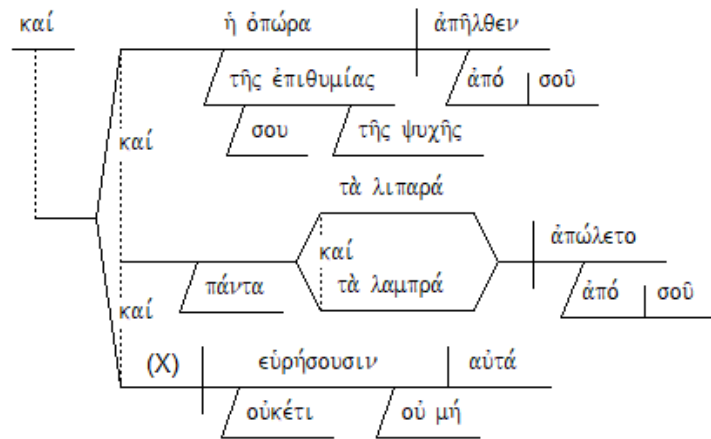 καί ἡ ὀπώρα ἀπῆλθεν
τῆς ἐπιθυμίας ἀπό σοῦ
καί σου τῆς ψυχῆς
τὰ λιπαρά
καί ἀπώλετο
πάντα τὰ λαμπρά ἀπό σοῦ
καί
(X) εὑρήσουσιν αὐτά
οὐκέτι οὐ μή